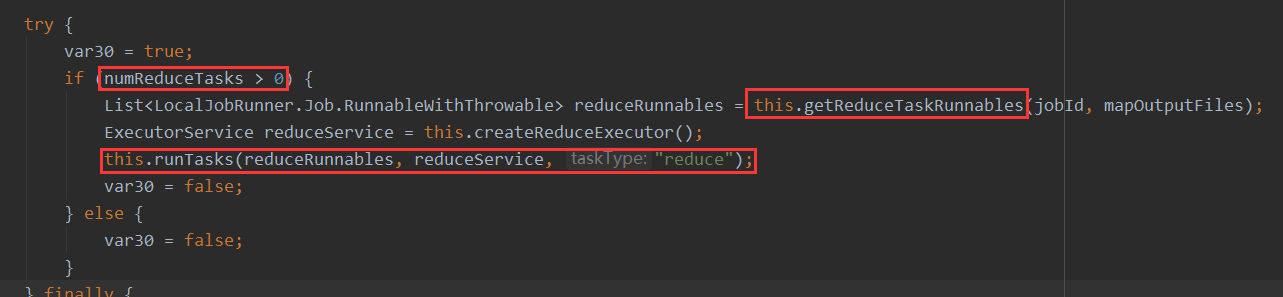 try {
var30 = true;
if (numReduceTasks > 0) {
List<LocalJobRunner.Job.RunnableWithThrowable> reduceRunnables = this.getReduceTaskRunnables(jobId, mapOutputFiles);
ExecutorService reduceService = this.createReduceExecutor();
this.runTasks(reduceRunnables, reduceService, taskType: "reduce");
var30 = false;
} else {
var30 = false;
}
} finally {